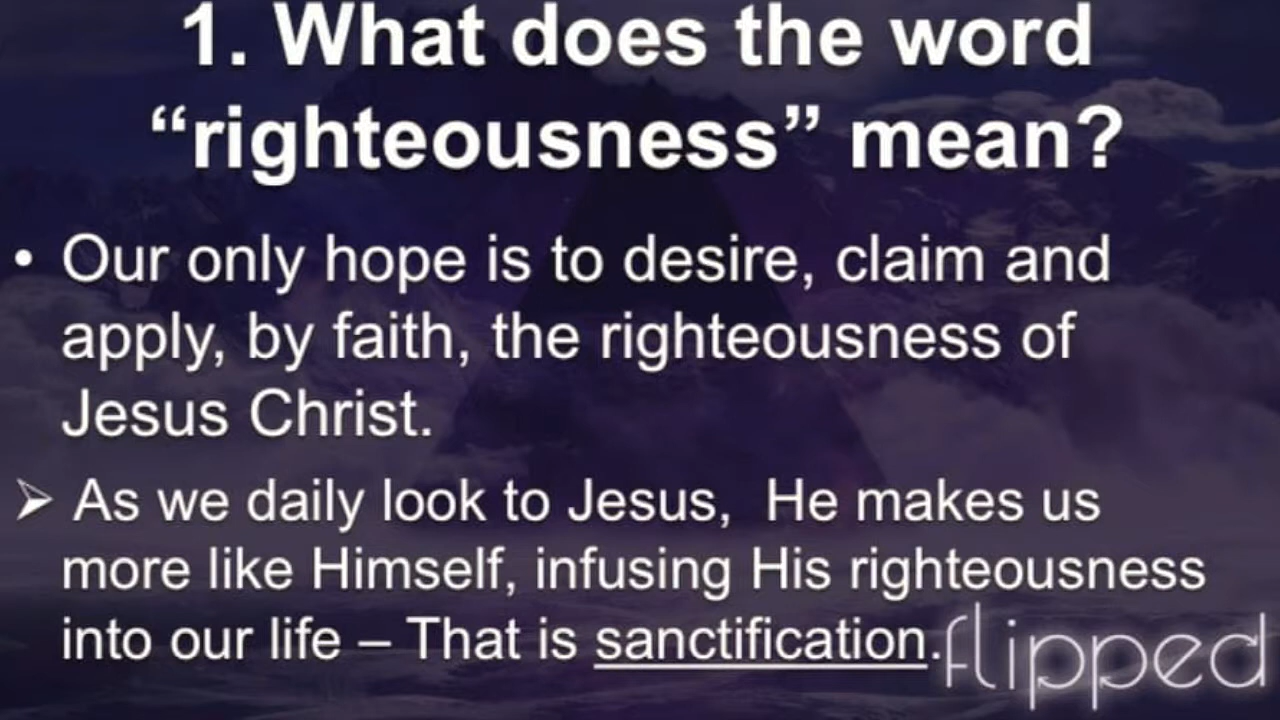 1. What does the word
“righteousness” mean?
• Our only hope is to desire, claim and
apply, by faith, the righteousness of
Jesus Christ.
➢ As we daily look to Jesus,  He makes us
more like Himself, infusing His righteousness
into our life – That is sanctification.
flipped